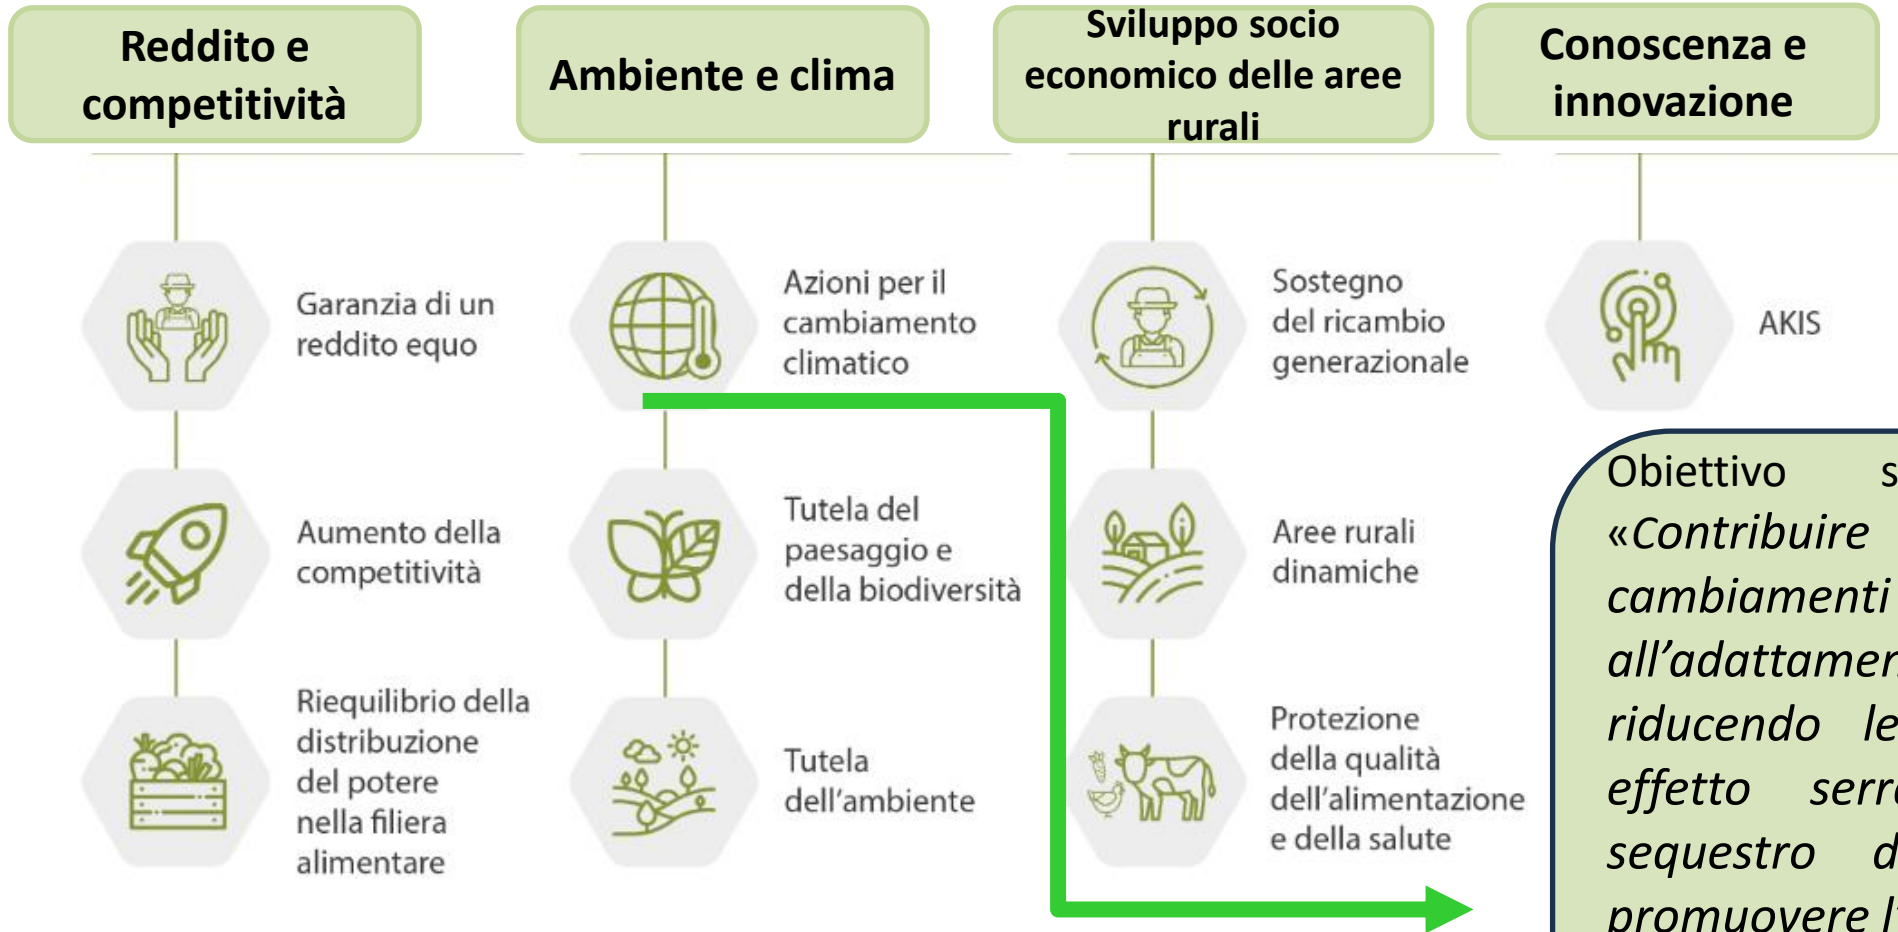 Reddito e
competitività
Ambiente e clima
Sviluppo socio
economico delle aree
rurali
Conoscenza e
innovazione
Garanzia di un
reddito equo
Aumento della
competitività
Riequilibrio della
distribuzione
del potere
nella filiera
alimentare
Azioni per il
cambiamento
climatico
Tutela del
paesaggio e
della biodiversità
Tutela
dell'ambiente
Sostegno
del ricambio
generazionale
Aree rurali
dinamiche
Protezione
della qualità
dell'alimentazione
e della salute
AKIS
Obiettivo
«Contribuire
cambiamenti
riducendo le
effetto
sequestro
promuovere